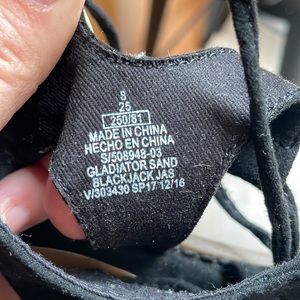 8
25
250/81
MADE IN CHINA
HECHO EN CHINA
S/508948-03
GLADIATOR SAND
BLACKJACK JAS
V/303430 SP17 12/16